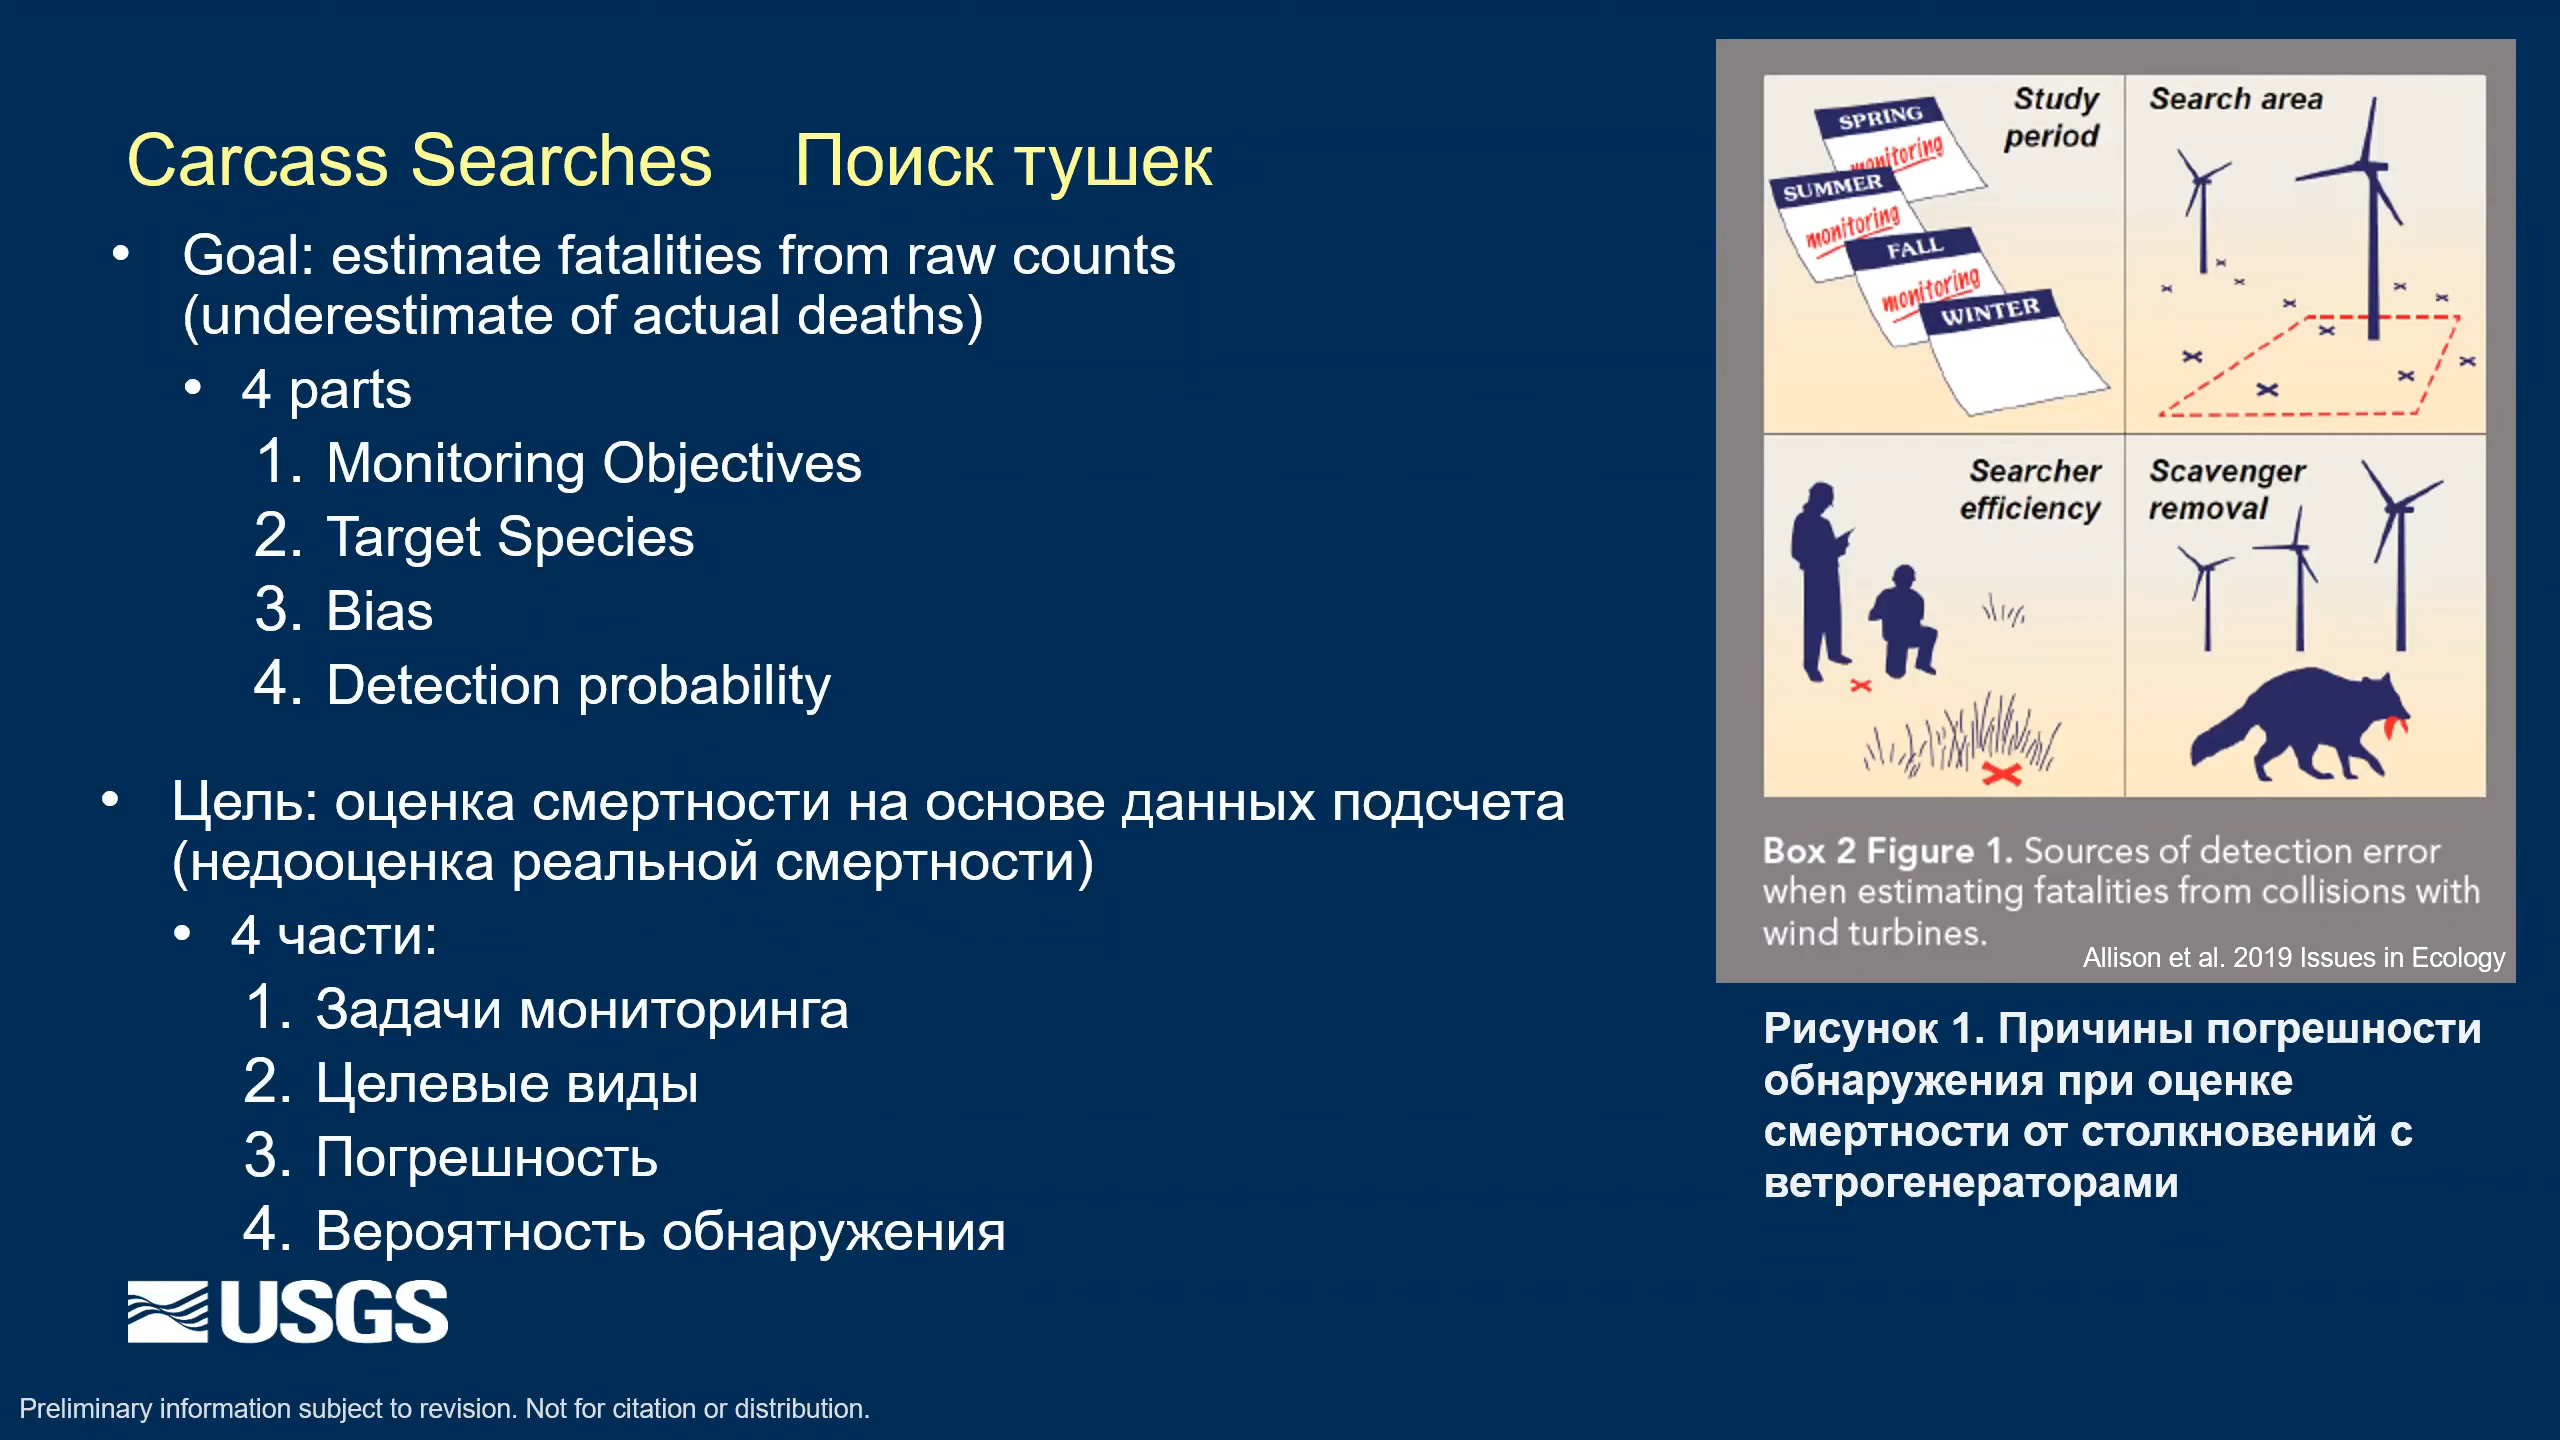 Carcass Searches Поиск тушек
• Goal: estimate fatalities from raw counts
(underestimate of actual deaths)
• 4 parts
1. Monitoring Objectives
2. Target Species
3. Bias
4. Detection probability
• Цель: оценка смертности на основе данных подсчета
(недооценка реальной смертности)
• 4 части:
1. Задачи мониторинга
2. Целевые виды
3. Погрешность
4. Вероятность обнаружения
USGS
Preliminary information subject to revision. Not for citation or distribution.
Study
period
SPRING
monitoring
SUMMER
monitoring
FALL
monitoring
WINTER
Search area
Searcher
efficiency
Scavenger
removal
Box 2 Figure 1. Sources of detection error
when estimating fatalities from collisions with
wind turbines.
Allison et al. 2019 Issues in Ecology
Рисунок 1. Причины погрешности
обнаружения при оценке
смертности от столкновений с
ветрогенераторами